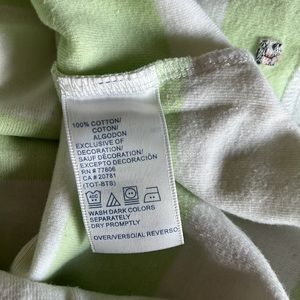 100% COTTON/
COTON/
ALGODON
EXCLUSIVE OF
DECORATION/
SAUF DÉCORATION/
EXCEPTO DECORACIÓN
RN # 77806
CA # 20781
(TOT-BTS)
WASH DARK COLORS
SEPARATELY
DRY PROMPTLY
OVER/VERSO/AL REVERSO: